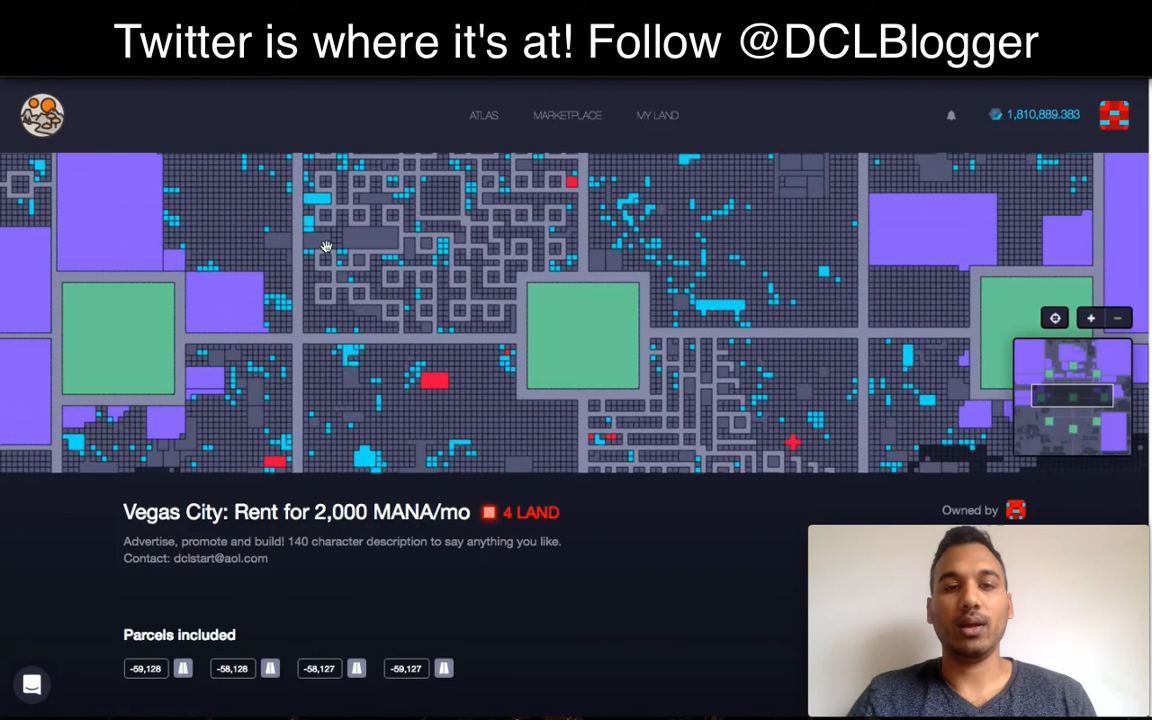 Twitter is where it's at! Follow @DCLBlogger
ATLAS MARKETPLACE MY LAND 1,810,889.383
Vegas City: Rent for 2,000 MANA/mo 4 LAND Owned by
Advertise, promote and build! 140 character description to say anything you like.
Contact: dclstart@aol.com
Parcels included
-59,128 -58,128 -58,127 -59,127